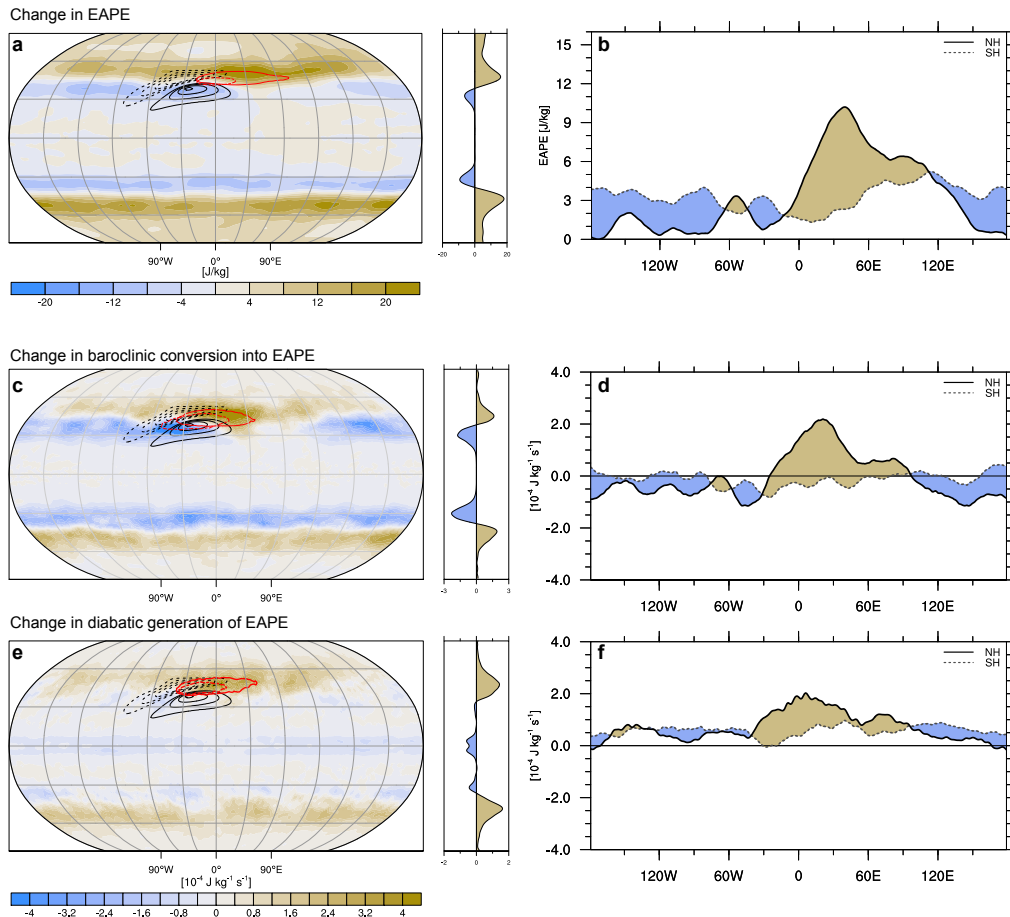 Change in EAPE
a
90°W 0° 90°E
[J/kg]
-20 -12 -4 4 12 20
-20 0 20
b
NH
SH
EAPE [J/kg]
15
12
9
6
3
0
120W 60W 0 60E 120E
Change in baroclinic conversion into EAPE
c
90°W 0° 90°E
-3 0 3
d
NH
SH
[10⁻⁴ J kg⁻¹ s⁻¹]
4.0
2.0
0.0
-2.0
-4.0
120W 60W 0 60E 120E
Change in diabatic generation of EAPE
e
90°W 0° 90°E
[10⁻⁴ J kg⁻¹ s⁻¹]
-4 -3.2 -2.4 -1.6 -0.8 0 0.8 1.6 2.4 3.2 4
-2 0 2
f
NH
SH
[10⁻⁴ J kg⁻¹ s⁻¹]
4.0
2.0
0.0
-2.0
-4.0
120W 60W 0 60E 120E